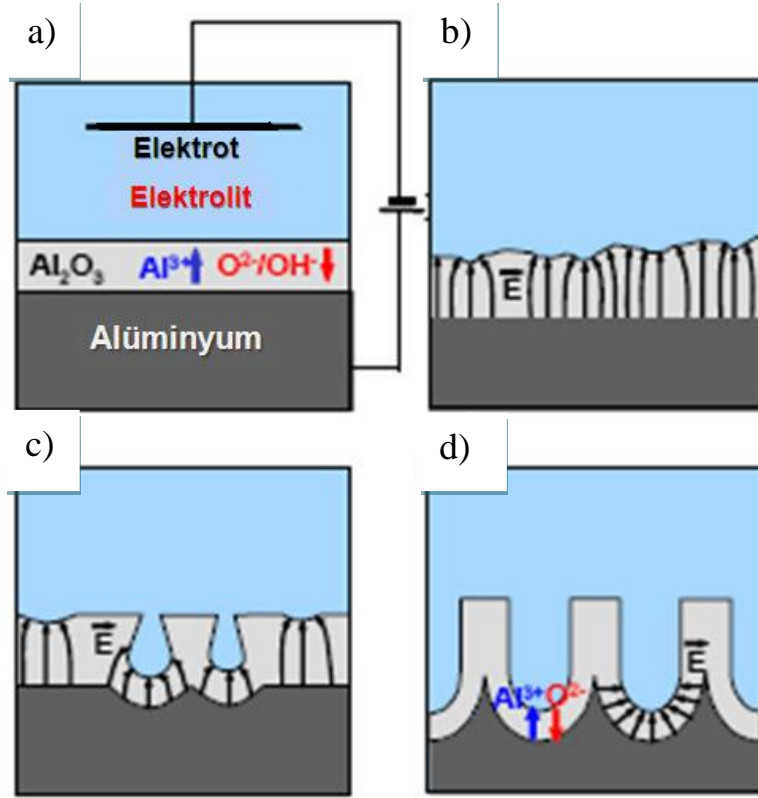 a)
Elektrot
Elektrolit
Al₂O₃ Al³⁺ O²⁻/OH⁻
Alüminyum
b)
E
c)
E
d)
E
Al³⁺ O²⁻